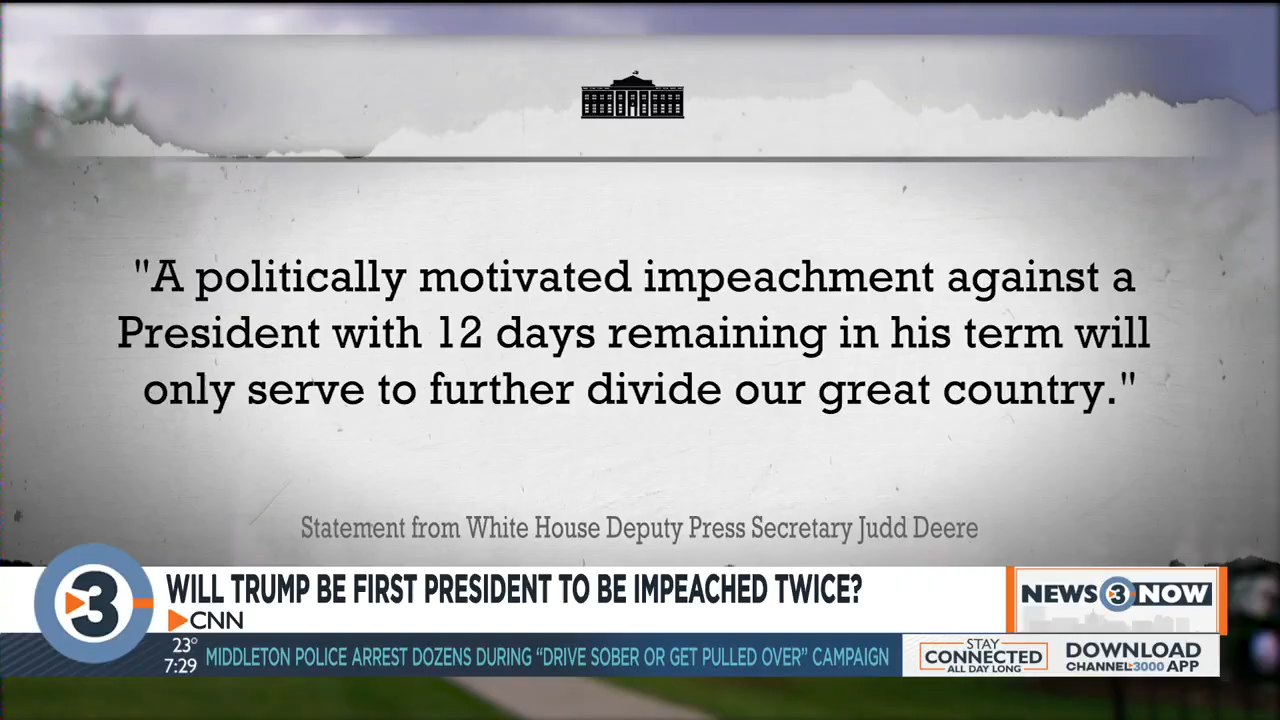 "A politically motivated impeachment against a
President with 12 days remaining in his term will
only serve to further divide our great country."
Statement from White House Deputy Press Secretary Judd Deere
3
WILL TRUMP BE FIRST PRESIDENT TO BE IMPEACHED TWICE?
CNN
NEWS 3 NOW
23°
7:29
MIDDLETON POLICE ARREST DOZENS DURING "DRIVE SOBER OR GET PULLED OVER" CAMPAIGN
STAY
CONNECTED
ALL DAY LONG
DOWNLOAD
CHANNEL3000 APP